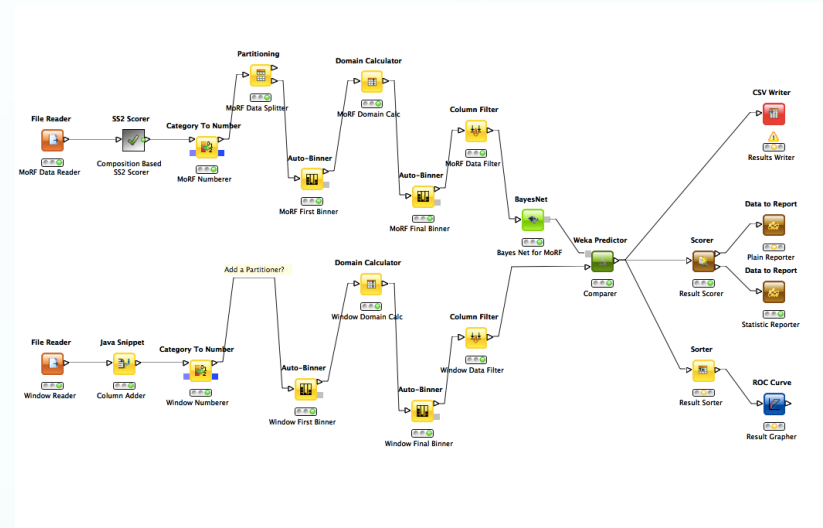 Partitioning
MoRF Data Splitter
Domain Calculator
MoRF Domain Calc
File Reader
MoRF Data Reader
SS2 Scorer
Composition Based
SS2 Scorer
Category To Number
MoRF Numberer
Auto-Binner
MoRF First Binner
Auto-Binner
MoRF Final Binner
Column Filter
MoRF Data Filter
BayesNet
Bayes Net for MoRF
Weka Predictor
Comparer
CSV Writer
Results Writer
Scorer
Result Scorer
Data to Report
Plain Reporter
Data to Report
Statistic Reporter
Add a Partitioner?
File Reader
Window Reader
Java Snippet
Column Adder
Category To Number
Window Numberer
Auto-Binner
Window First Binner
Domain Calculator
Window Domain Calc
Auto-Binner
Window Final Binner
Column Filter
Window Data Filter
Sorter
Result Sorter
ROC Curve
Result Grapher